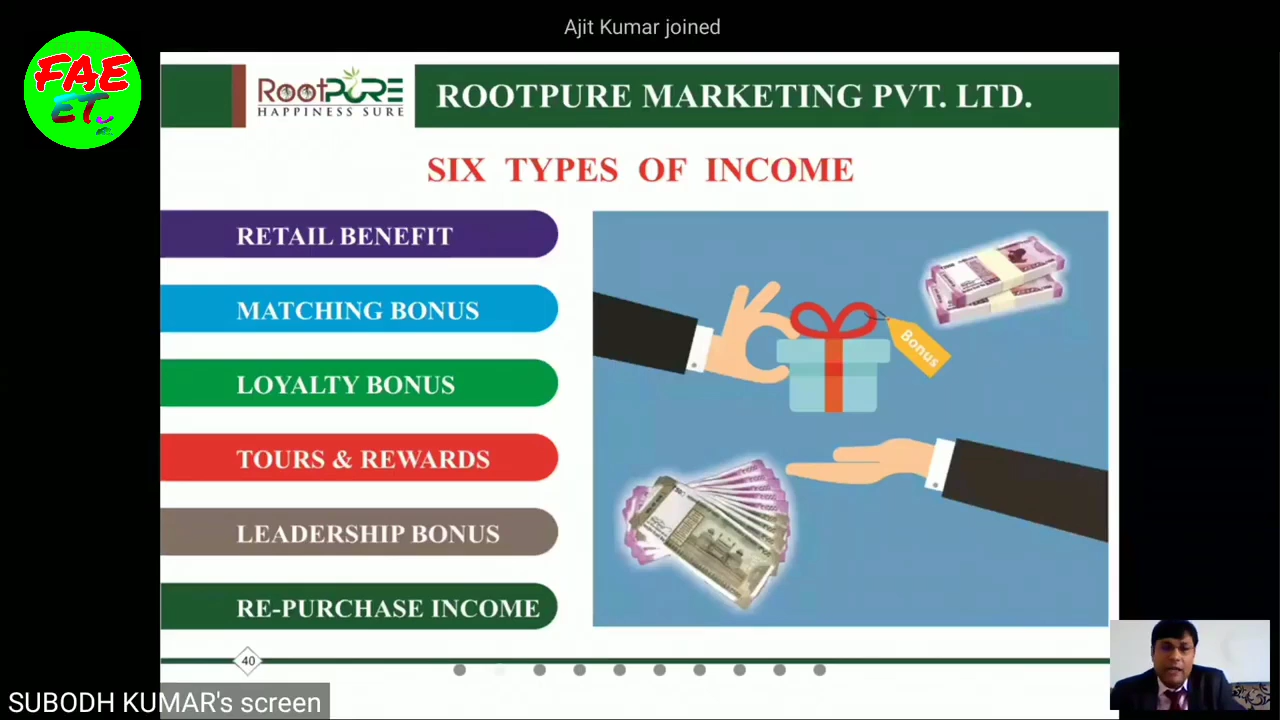 Ajit Kumar joined
FAE
ET
RootPURE
HAPPINESS SURE
ROOTPURE MARKETING PVT. LTD.
SIX TYPES OF INCOME
RETAIL BENEFIT
MATCHING BONUS
LOYALTY BONUS
TOURS & REWARDS
LEADERSHIP BONUS
RE-PURCHASE INCOME
Bonus
40
SUBODH KUMAR's screen